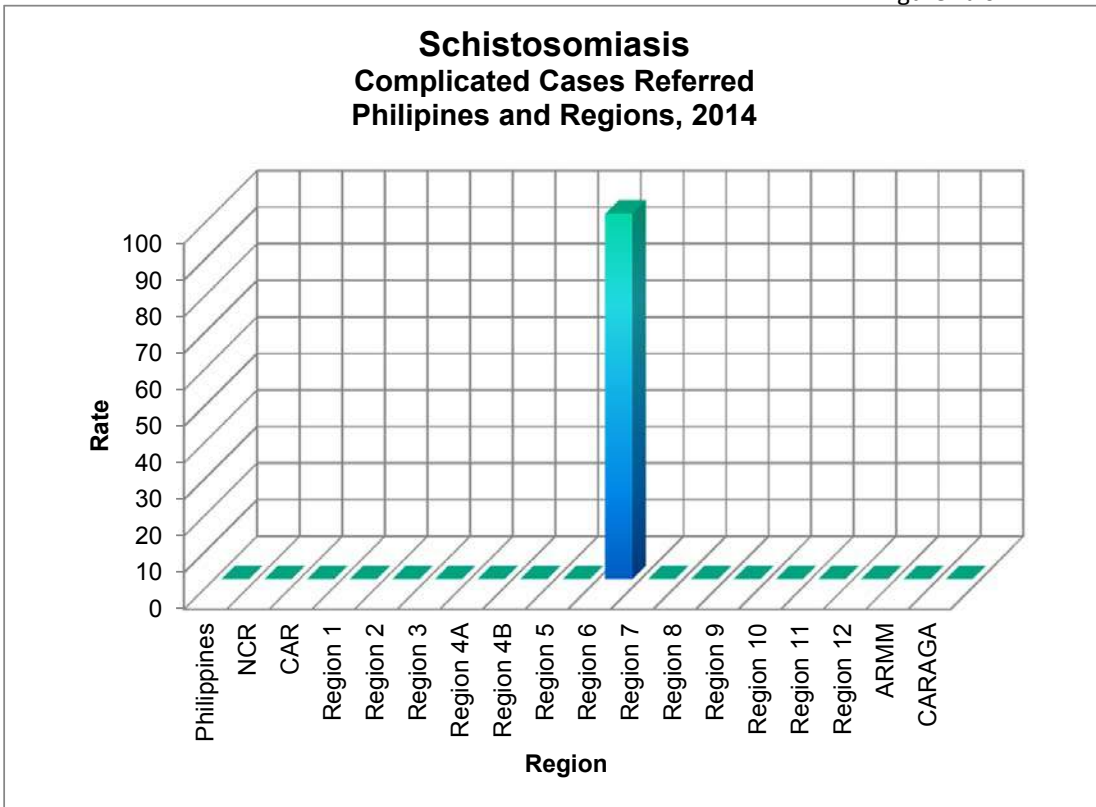 Schistosomiasis
Complicated Cases Referred
Philipines and Regions, 2014
100
90
80
70
60
50
40
30
20
10
0
Rate
Philippines
NCR
CAR
Region 1
Region 2
Region 3
Region 4A
Region 4B
Region 5
Region 6
Region 7
Region 8
Region 9
Region 10
Region 11
Region 12
ARMM
CARAGA
Region